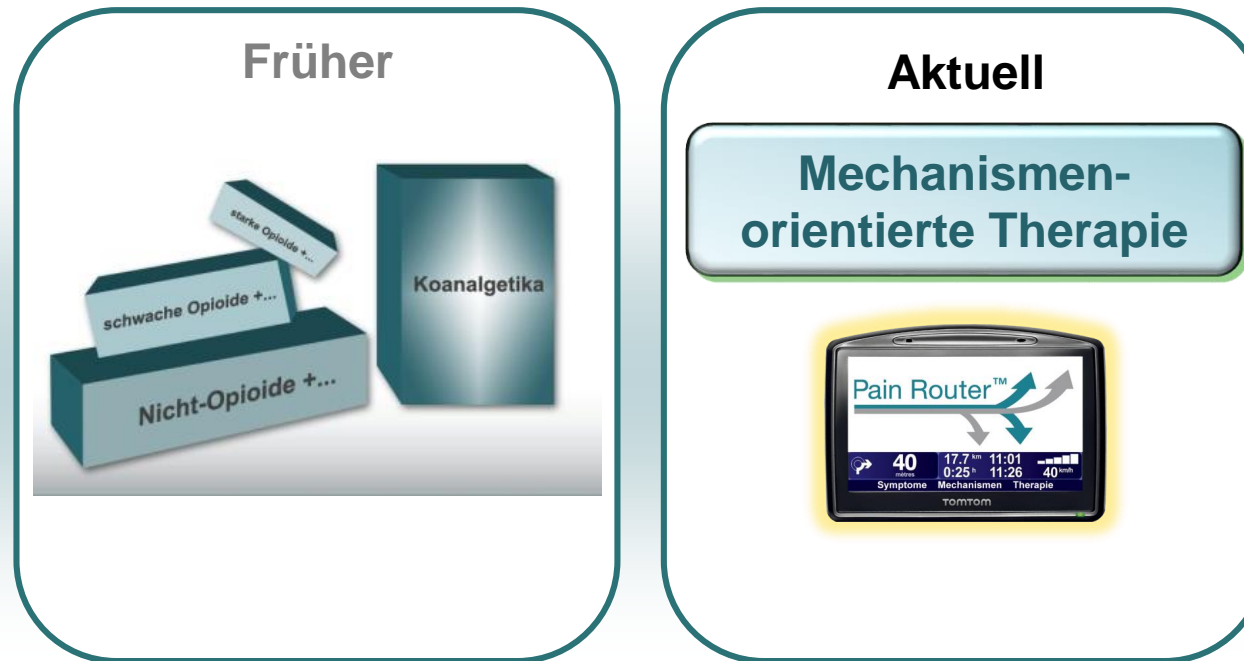 Früher
starke Opioide +...
schwache Opioide +...
Nicht-Opioide +...
Koanalgetika
Aktuell
Mechanismen-
orientierte Therapie
Pain Router™
40
metres
17.7 km 11:01
0:25 h 11:26
40 km/h
Symptome Mechanismen Therapie
TOMTOM